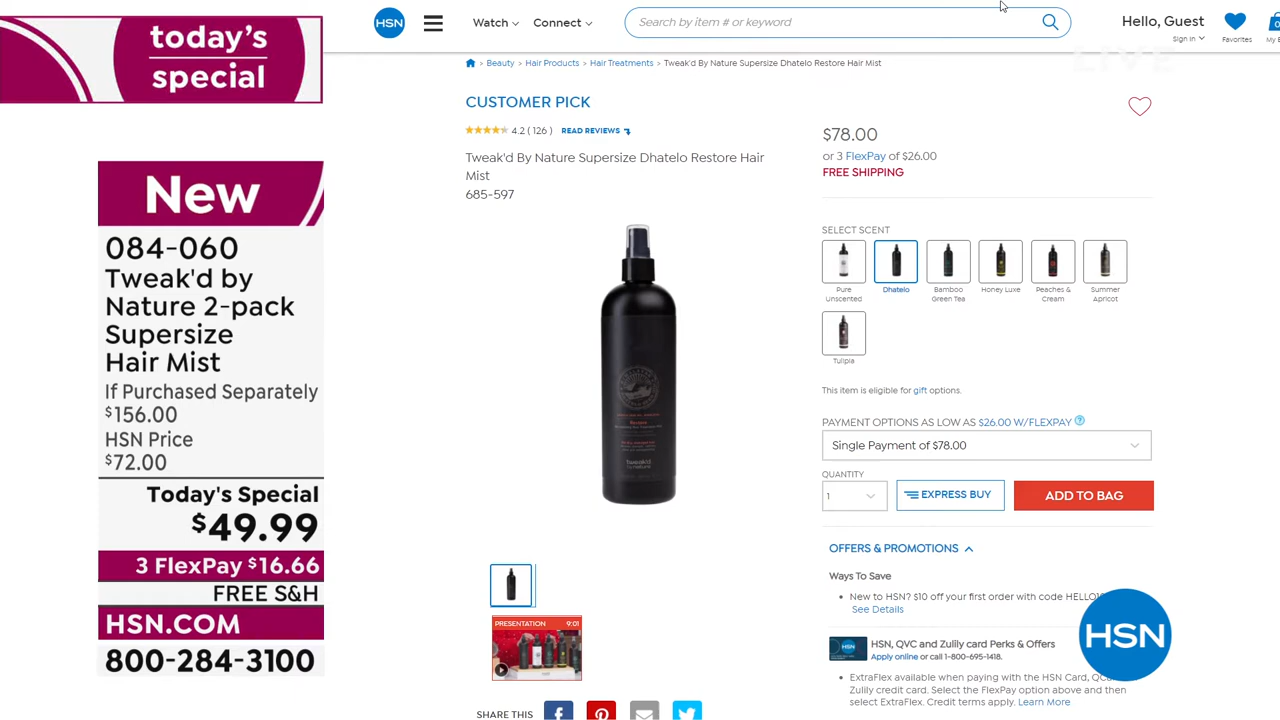 today's
special
New
084-060
Tweak'd by
Nature 2-pack
Supersize
Hair Mist
If Purchased Separately
$156.00
HSN Price
$72.00
Today's Special
$49.99
3 FlexPay $16.66
FREE S&H
HSN.COM
800-284-3100
HSN
Watch
Connect
Search by item # or keyword
Hello, Guest
Sign In
Favorites
LIVE
Beauty > Hair Products > Hair Treatments > Tweak'd By Nature Supersize Dhatelo Restore Hair Mist
CUSTOMER PICK
4.2 ( 126 ) READ REVIEWS
Tweak'd By Nature Supersize Dhatelo Restore Hair
Mist
685-597
tweak'd
by nature
PRESENTATION 9:01
SHARE THIS
$78.00
or 3 FlexPay of $26.00
FREE SHIPPING
SELECT SCENT
Pure Unscented
Dhatelo
Bamboo Green Tea
Honey Luxe
Peaches & Cream
Summer Apricot
Tulipia
This item is eligible for gift options.
PAYMENT OPTIONS AS LOW AS $26.00 W/FLEXPAY ?
Single Payment of $78.00
QUANTITY
1
EXPRESS BUY
ADD TO BAG
OFFERS & PROMOTIONS
Ways To Save
• New to HSN? $10 off your first order with code
See Details
HSN, QVC and Zulily card Perks & Offers
Apply online or call 1-800-695-1418.
• ExtraFlex available when paying with the HSN Card,
Zulily credit card. Select the FlexPay option above and then
select ExtraFlex. Credit terms apply. Learn More
HSN